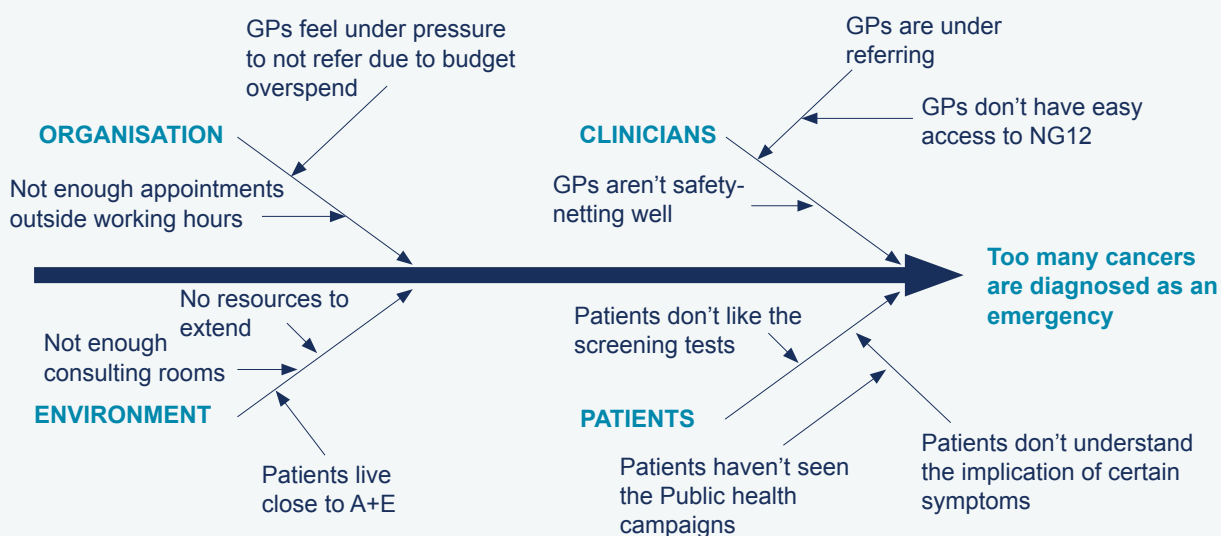 GPs feel under pressure
to not refer due to budget
overspend
GPs are under
referring
GPs don’t have easy
access to NG12
ORGANISATION
CLINICIANS
Not enough appointments
outside working hours
GPs aren’t safety-
netting well
Too many cancers
are diagnosed as an
emergency
No resources to
extend
Not enough
consulting rooms
Patients don’t like the
screening tests
ENVIRONMENT
PATIENTS
Patients live
close to A+E
Patients haven’t seen
the Public health
campaigns
Patients don’t understand
the implication of certain
symptoms